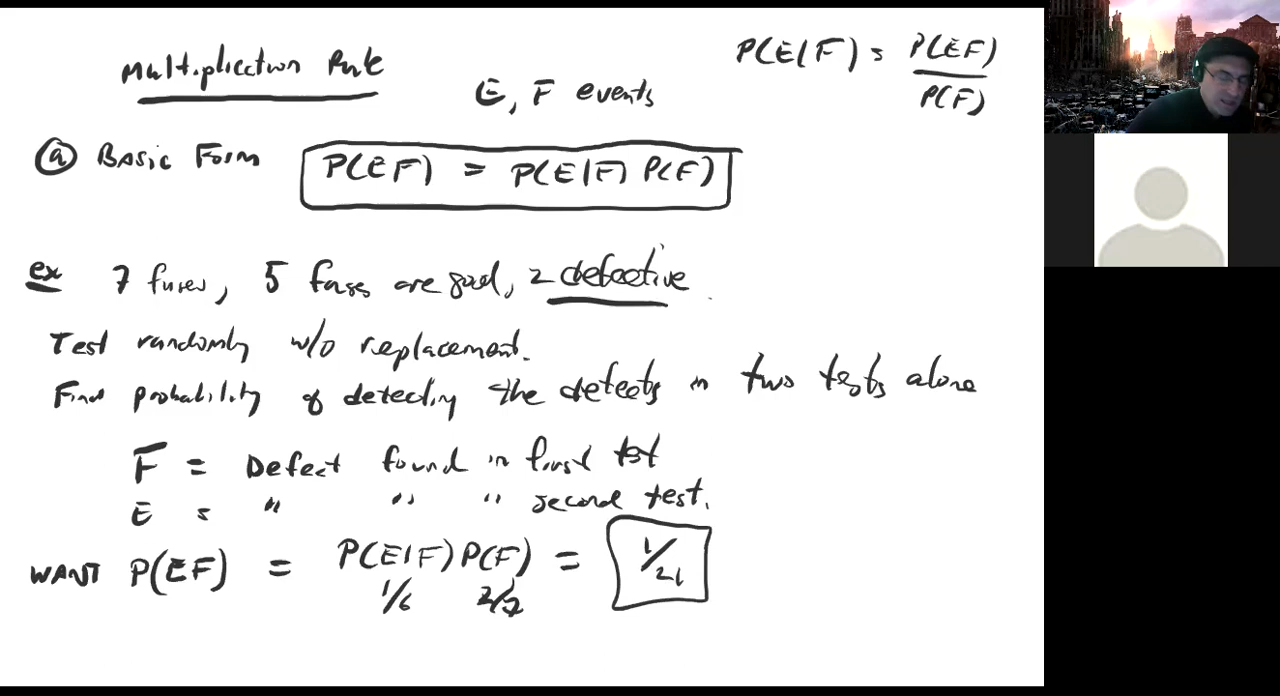 Multiplication Rule
P(E|F) = P(EF)/P(F)
E, F events
(a) Basic Form P(EF) = P(E|F) P(F)
ex 7 fuses, 5 fuses are good, 2 defective.
Test randomly w/o replacement.
Find probability of detecting the defects in two tests alone
F = Defect found in first test
E = " " " second test.
WANT P(EF) = P(E|F) P(F) = 1/21
1/6 2/7